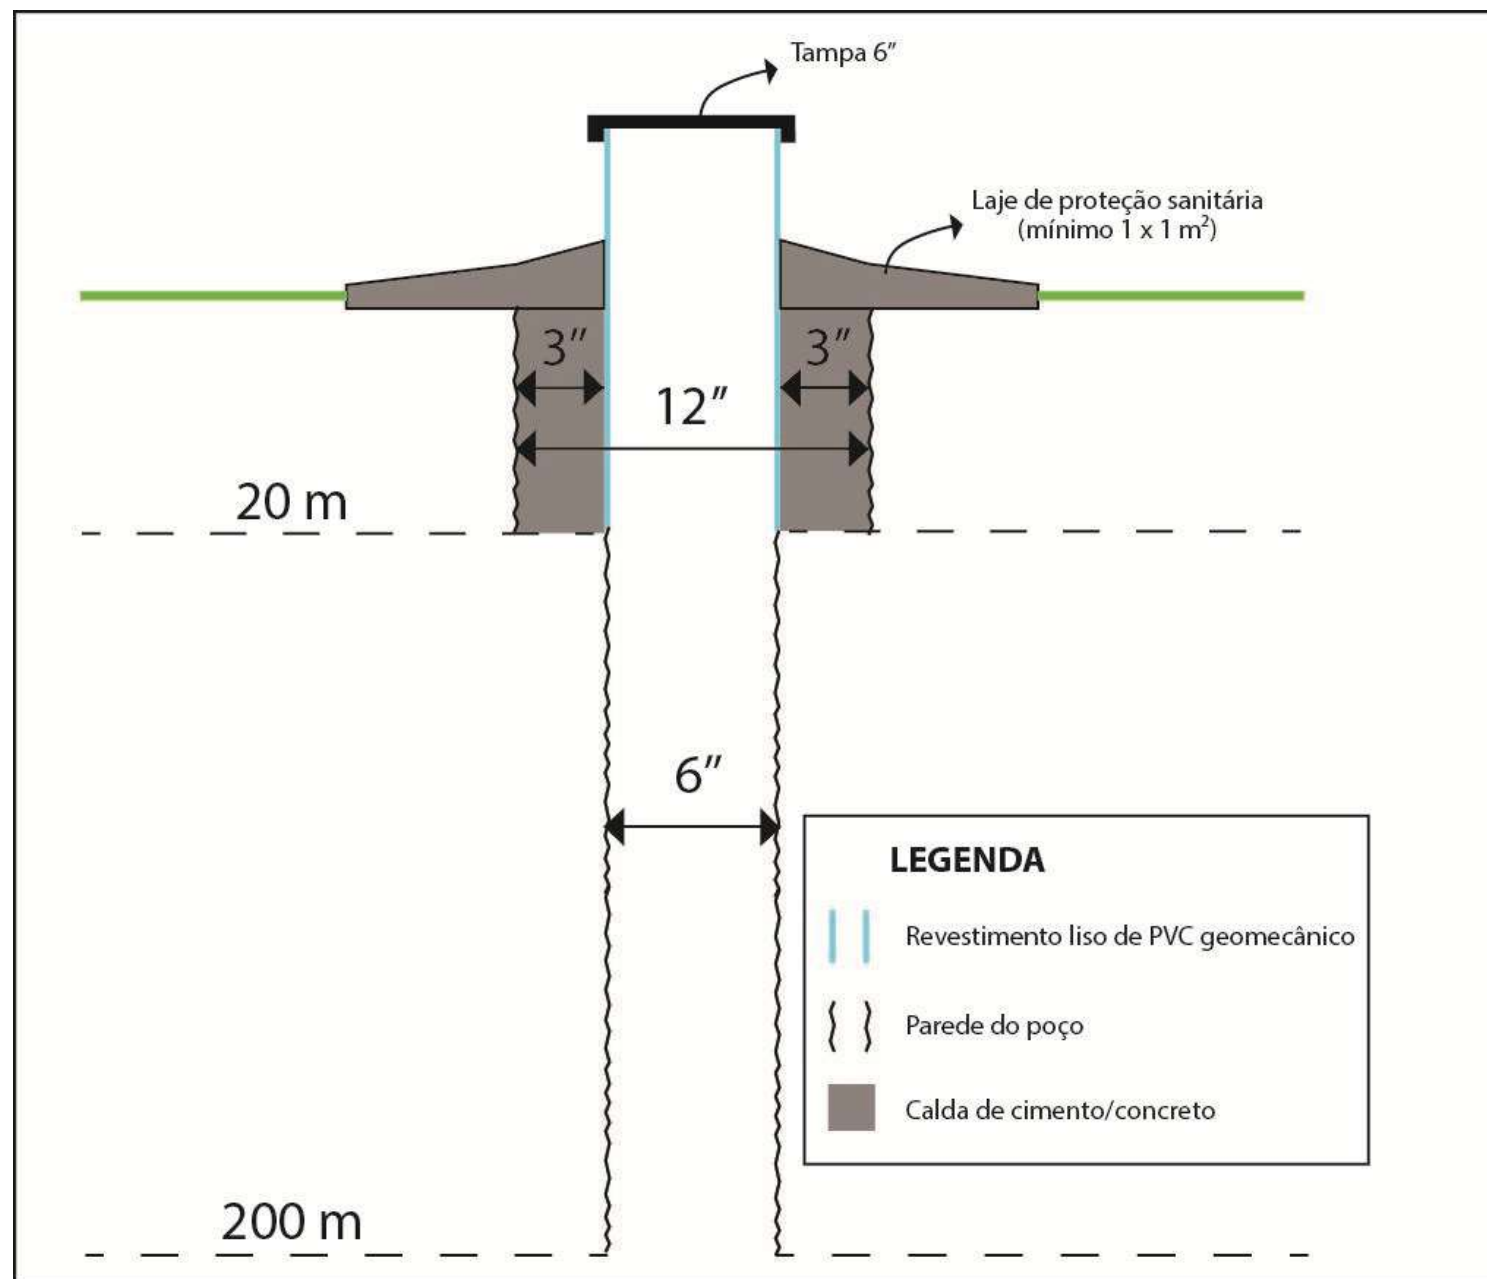 Tampa 6”
Laje de proteção sanitária
(mínimo 1 x 1 m²)
3” 3”
12”
20 m
6”
LEGENDA
Revestimento liso de PVC geomecânico
Parede do poço
Calda de cimento/concreto
200 m